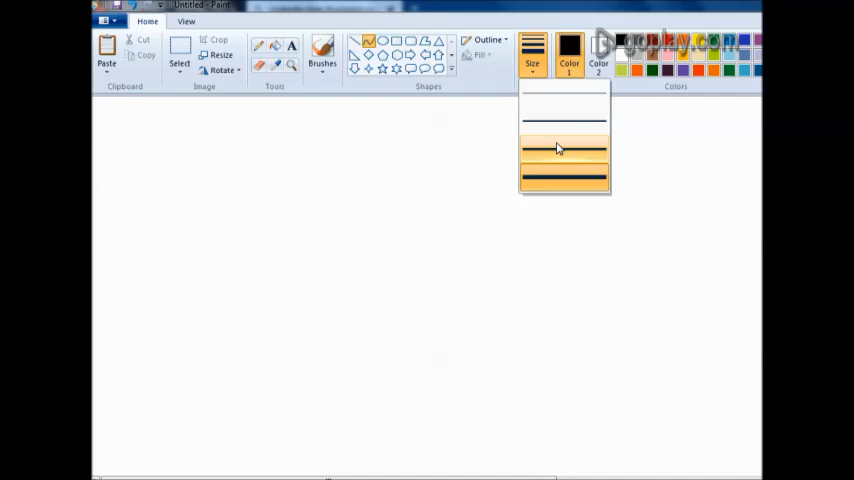 Untitled - Paint
Home View
Cut
Copy
Paste
Clipboard
Crop
Resize
Rotate
Select
Image
A
Tools
Brushes
Outline
Fill
Shapes
Size
Color 1
Color 2
Colors